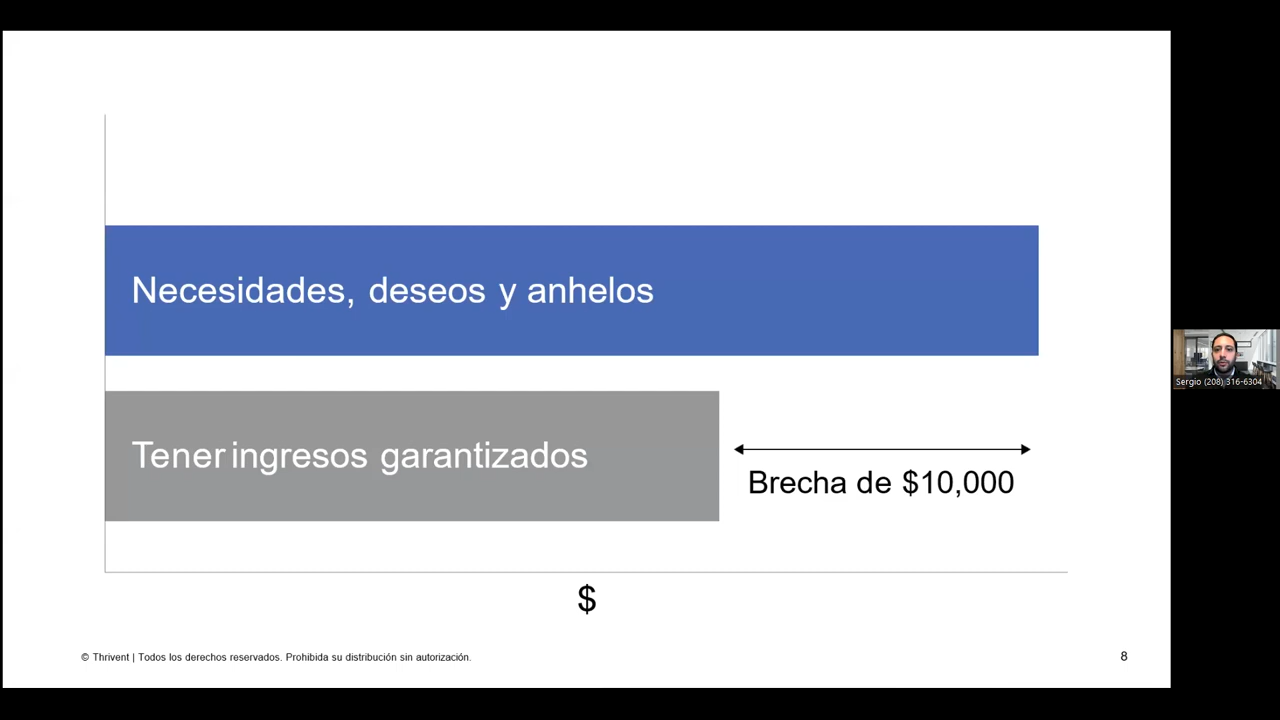 Necesidades, deseos y anhelos
Tener ingresos garantizados
Brecha de $10,000
$
© Thrivent | Todos los derechos reservados. Prohibida su distribución sin autorización.
8
Sergio (208) 316-6304